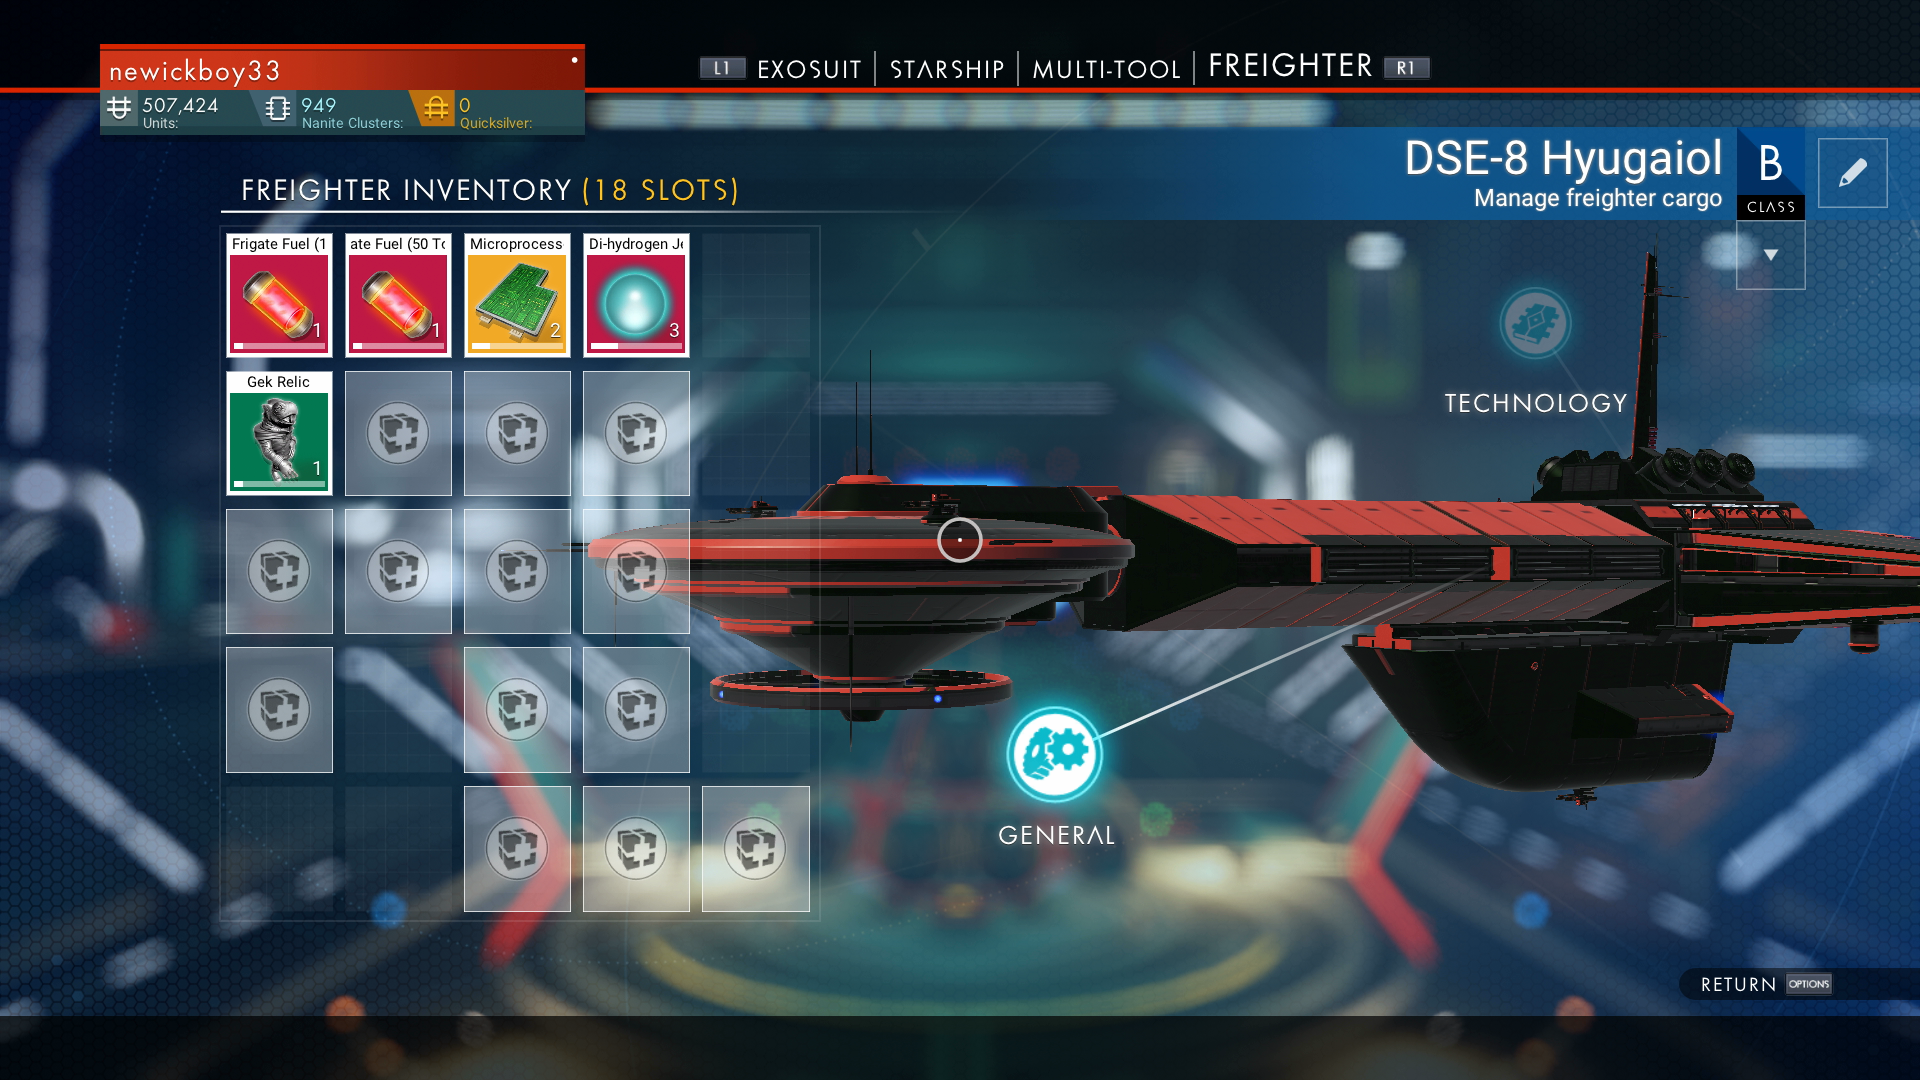 newickboy33
507,424
Units:
949
Nanite Clusters:
0
Quicksilver:
L1 EXOSUIT STARSHIP MULTI-TOOL FREIGHTER R1
DSE-8 Hyugaiol
Manage freighter cargo
B
CLASS
FREIGHTER INVENTORY (18 SLOTS)
Frigate Fuel (1
1
ate Fuel (50 To
1
Microprocess
2
Di-hydrogen Je
3
Gek Relic
1
TECHNOLOGY
GENERAL
RETURN OPTIONS